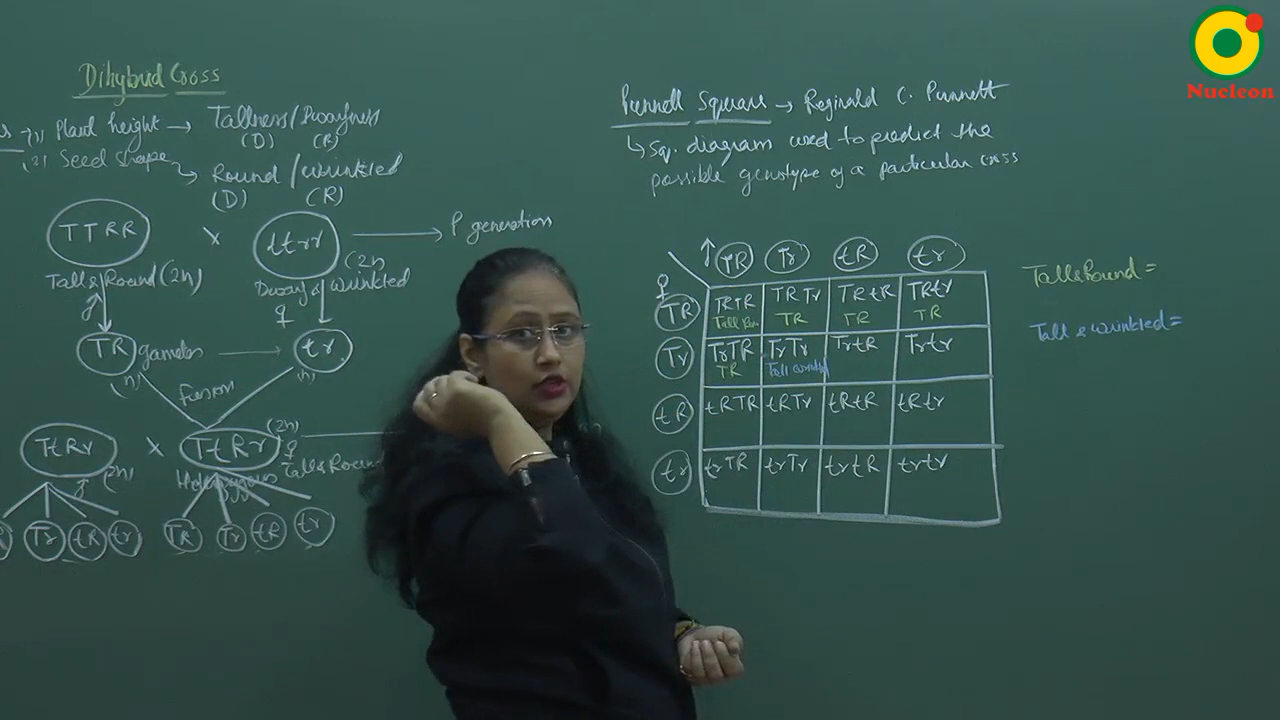 Dihybrid Cross
(1) Plant height → Tallness/Dwarfness
(D) (R)
(2) Seed shape → Round/wrinkled
(D) (R)
TTRR x ttrr → P generation
Tall & Round (2n)
(2n)
Dwarf & wrinkled
♂
♀
TR gametes → tr
(n) (n)
fusion
TtRr x TtRr
(2n)
♂ (2n)
♀
Tall & Round
Tr tR tr
TR Tr tR tr
Punnett Square → Reginald C. Punnett
↳ Sq. diagram used to predict the
possible genotype of a particular cross
♀ TR Tr tR tr
TR TRTR TRTr TRtR TRtr
TR TR TR
Tr TrTR TrTr TrtR Trtr
TR Tall wrinkled
tR tRTR tRTr tRtR tRtr
tr trTR trTr trtR trtr
Tall & Round =
Tall & wrinkled =
Nucleon